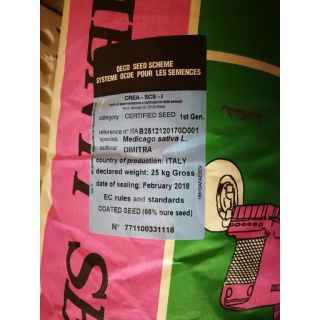 OECD SEED SCHEME
SYSTEME OCDE POUR LES SEMENCES
CREA - SCS - I
category CERTIFIED SEED 1st Gen.
reference n° ITAB2512120170D001
species: Medicago sativa L.
cultivar DIMITRA
country of production: ITALY
declared weight: 25 kg Gross
date of sealing: February 2018
EC rules and standards
COATED SEED (66% pure seed)
N° 771100331118
SE